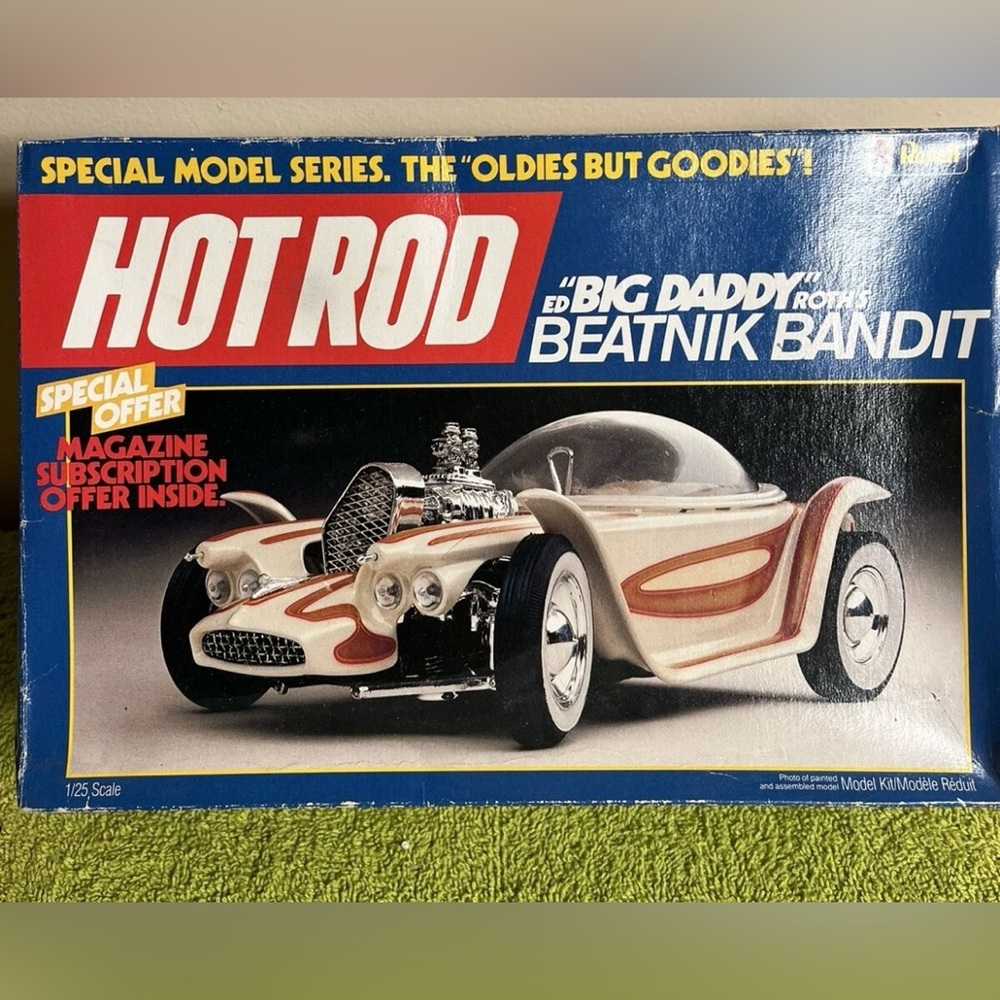 SPECIAL MODEL SERIES. THE "OLDIES BUT GOODIES"!
Revell
HOT ROD
ED "BIG DADDY" ROTH'S
BEATNIK BANDIT
SPECIAL
OFFER
MAGAZINE
SUBSCRIPTION
OFFER INSIDE.
1/25 Scale
Photo of painted
and assembled model
Model Kit/Modèle Réduit